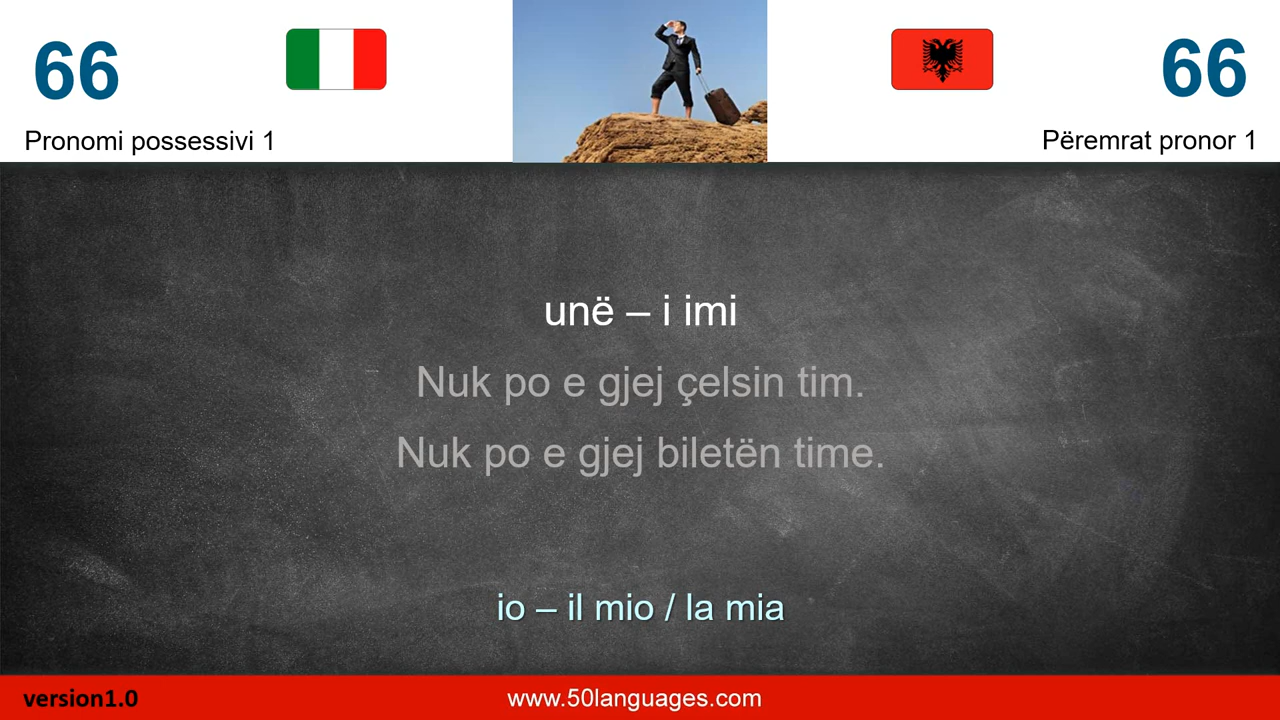 66
66
Pronomi possessivi 1
Përemrat pronor 1
unë – i imi
Nuk po e gjej çelsin tim.
Nuk po e gjej biletën time.
io – il mio / la mia
version1.0
www.50languages.com